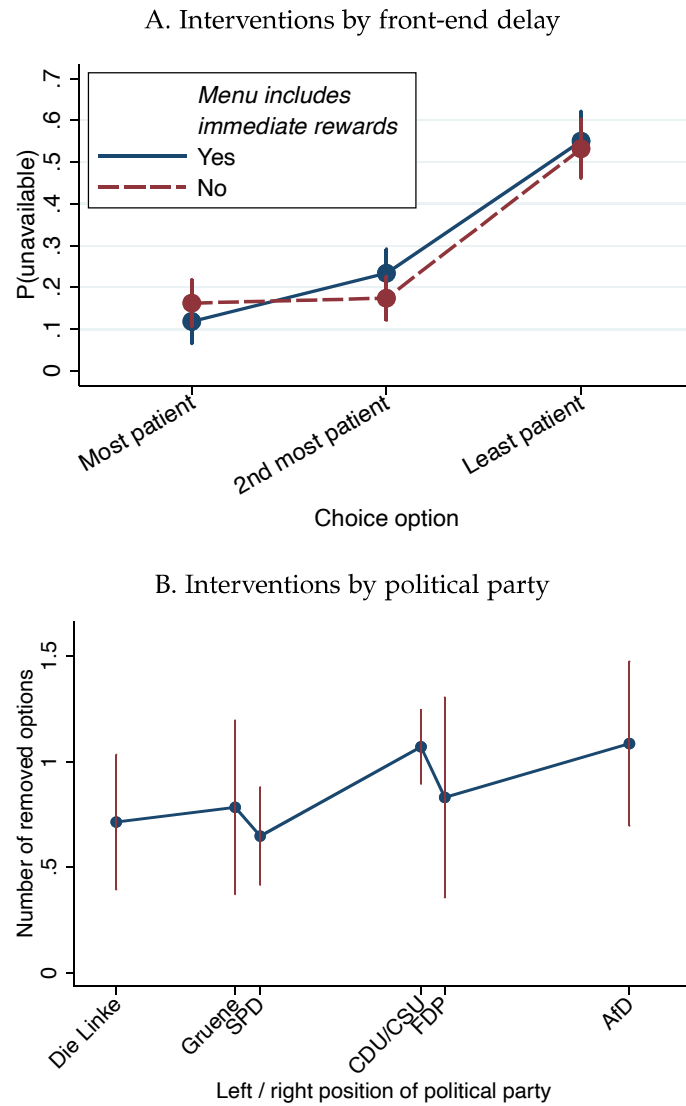 A. Interventions by front-end delay
P(unavailable)
.7
.6
.5
.4
.3
.2
.1
0
Menu includes
immediate rewards
Yes
No
Most patient
2nd most patient
Least patient
Choice option
B. Interventions by political party
Number of removed options
1.5
1
.5
0
Die Linke
Gruene
SPD
CDU/CSU
FDP
AfD
Left / right position of political party